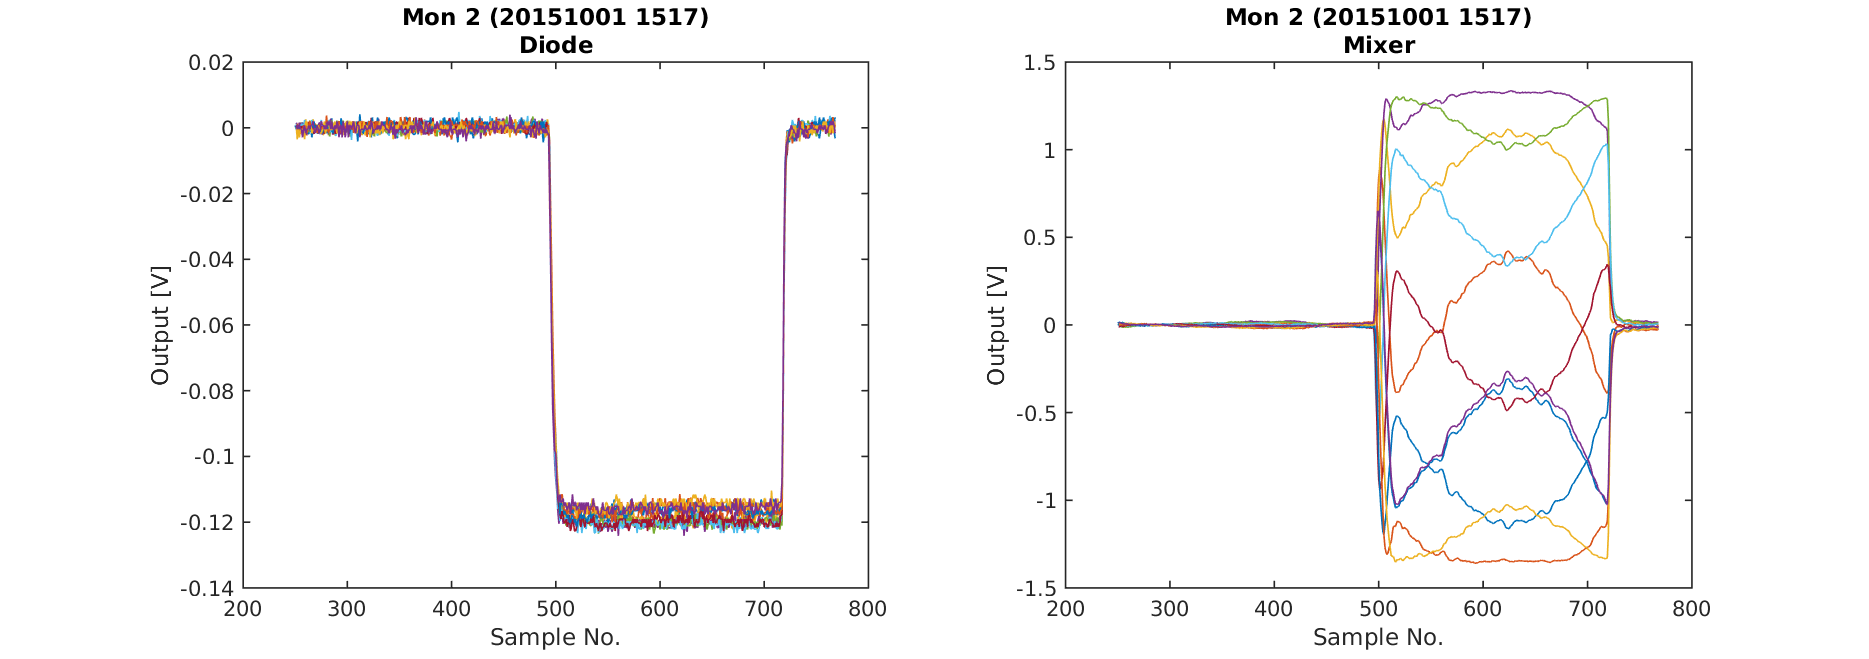 Mon 2 (20151001 1517)
Diode
0.02
0
-0.02
-0.04
-0.06
-0.08
-0.1
-0.12
-0.14
200 300 400 500 600 700 800
Output [V]
Sample No.
Mon 2 (20151001 1517)
Mixer
1.5
1
0.5
0
-0.5
-1
-1.5
200 300 400 500 600 700 800
Output [V]
Sample No.